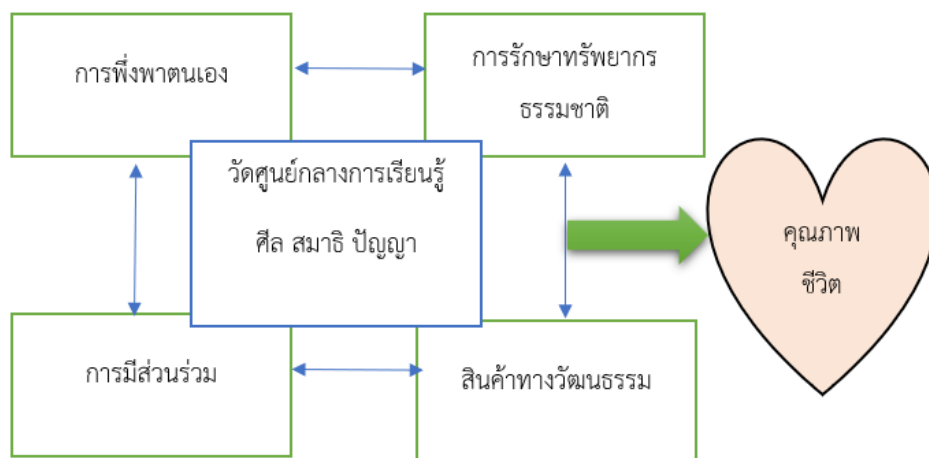 การพึ่งพาตนเอง
การรักษาทรัพยากร
ธรรมชาติ
วัดศูนย์กลางการเรียนรู้
ศีล สมาธิ ปัญญา
คุณภาพ
ชีวิต
การมีส่วนร่วม
สินค้าทางวัฒนธรรม